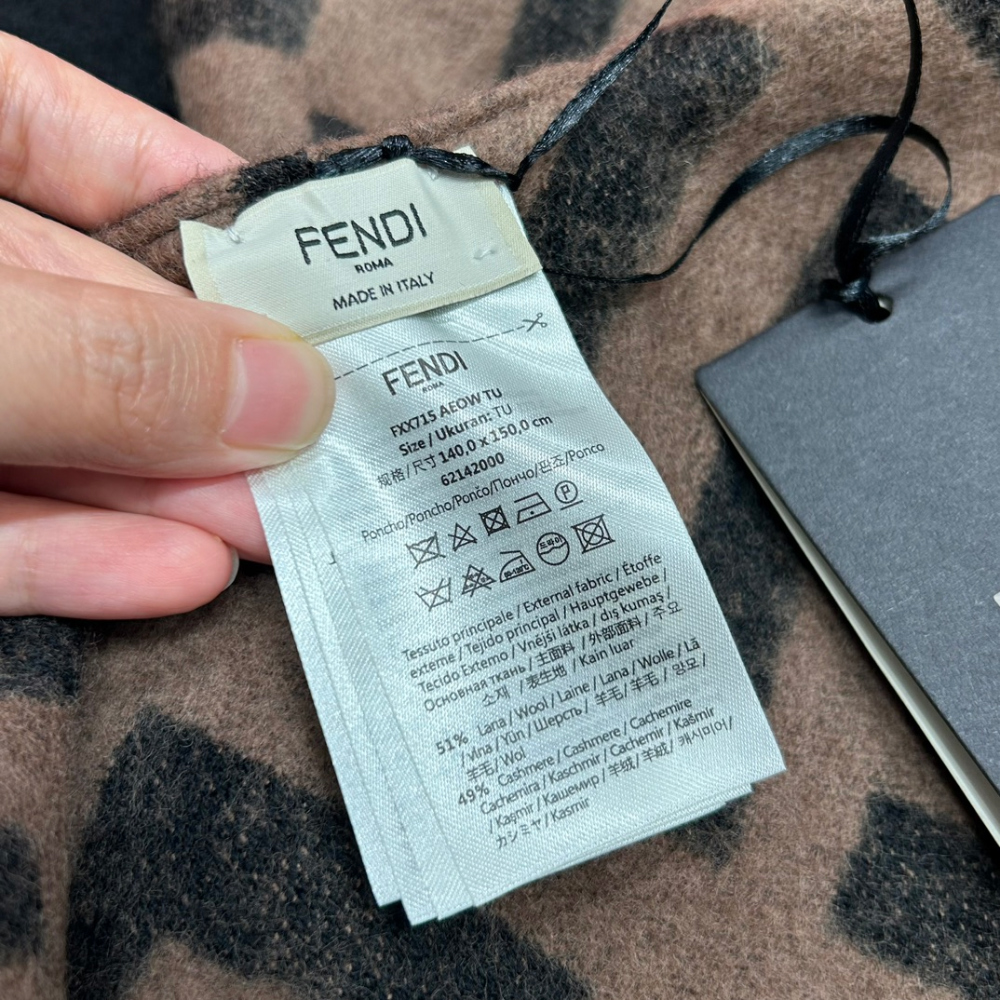 FENDI
ROMA
MADE IN ITALY
FENDI
ROMA
FXX715 AEOW TU
Size / Ukuran: TU
规格/尺寸 140,0 x 150,0 cm
62142000
Poncho/Poncho/Pončo/Пончо/판쵸/Ponco
P
드라이
Tessuto principale / External fabric / Étoffe
externe / Tejido principal / Hauptgewebe /
Tecido Externo / Vnější látka / dış kumaş /
Основная ткань / 主面料 / 外部面料 / 주요
소재 / 表生地 / Kain luar
51% Lana / Wool / Laine / Lana / Wolle / Lã
/ vlna / Yün / Шерсть / 羊毛 / 羊毛 / 양모 /
羊毛 / Wol
49% Cashmere / Cashmere / Cachemire
Cachemira / Kaschmir / Cachemir / Kašmir
/ Kaşmir / Кашемир / 羊绒 / 羊絨 / 캐시미어 /
カシミヤ / Kasmir